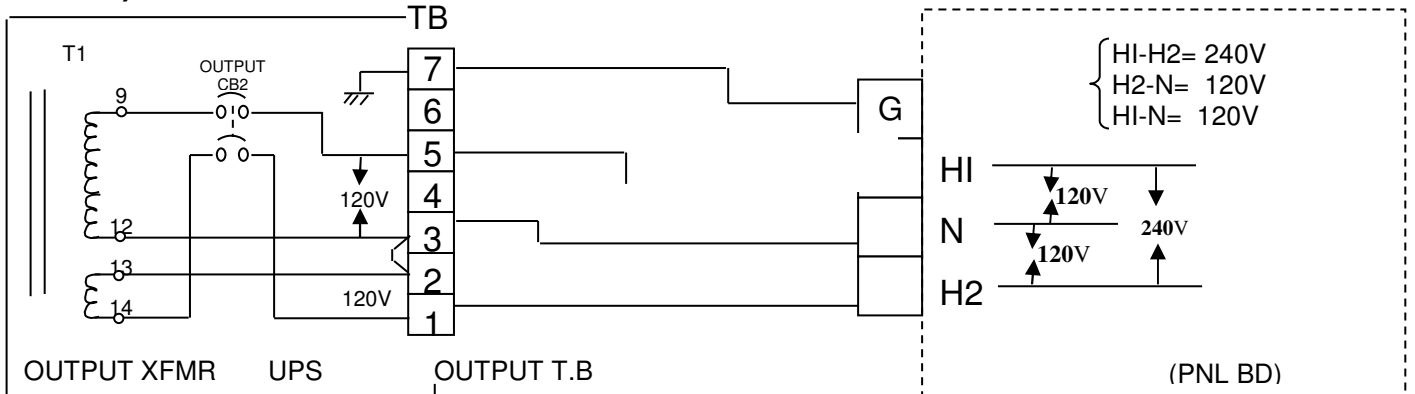 TB
T1
OUTPUT
CB2
9
12
13
14
120V
120V
7
6
5
4
3
2
1
G
HI-H2= 240V
H2-N= 120V
HI-N= 120V
HI
N
H2
120V
120V
240V
OUTPUT XFMR
UPS
OUTPUT T.B
(PNL BD)